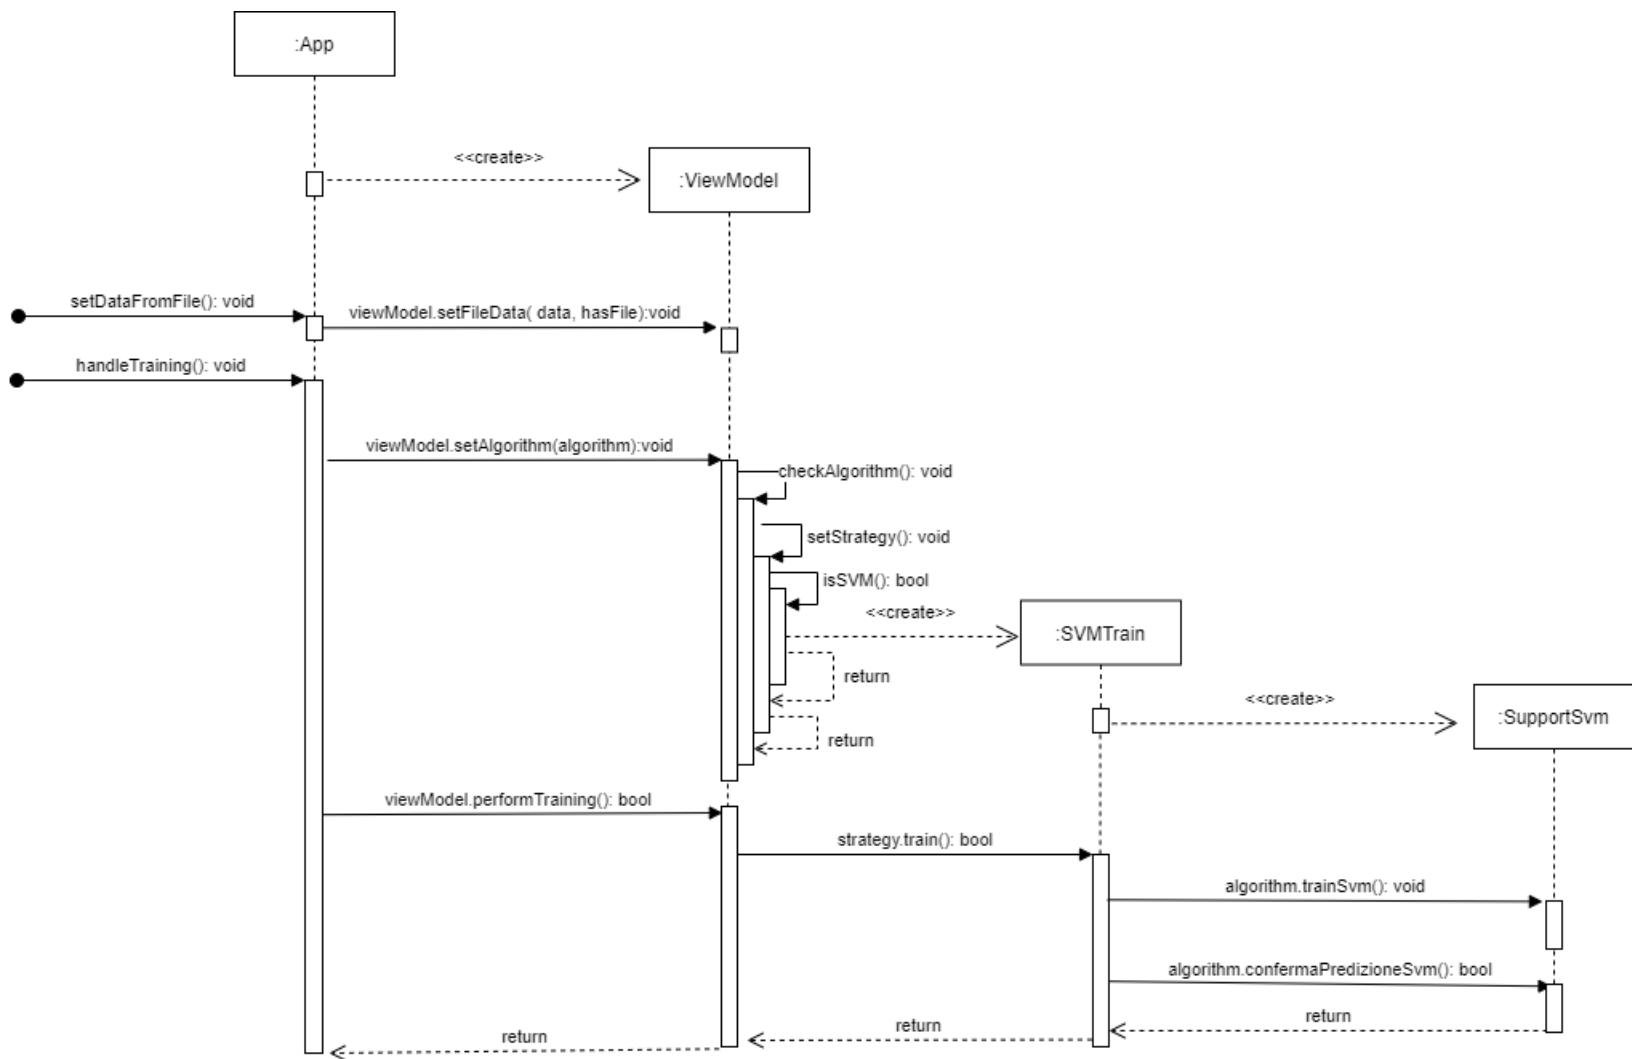 :App
<<create>>
:ViewModel
setDataFromFile(): void
viewModel.setFileData( data, hasFile):void
handleTraining(): void
viewModel.setAlgorithm(algorithm):void
checkAlgorithm(): void
setStrategy(): void
isSVM(): bool
<<create>>
:SVMTrain
return
<<create>>
:SupportSvm
return
viewModel.performTraining(): bool
strategy.train(): bool
algorithm.trainSvm(): void
algorithm.confermaPredizioneSvm(): bool
return
return
return